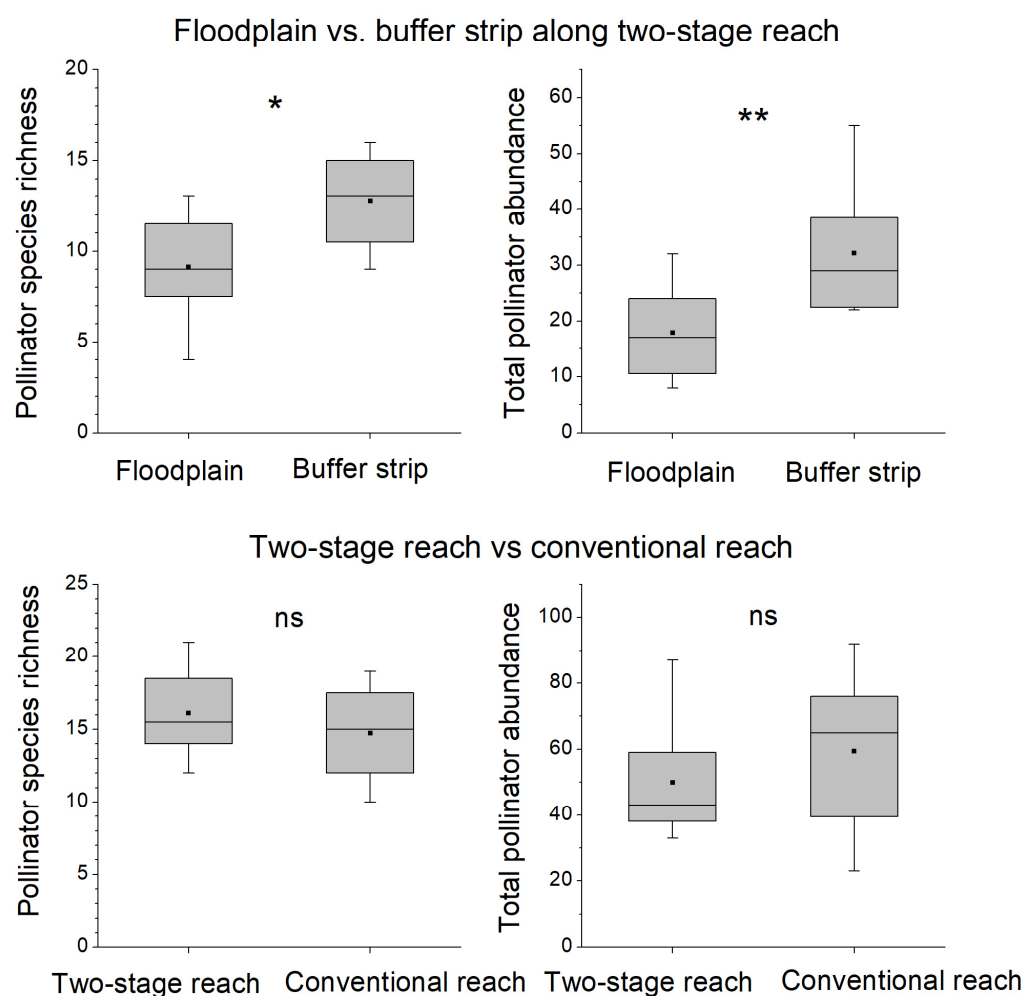 Floodplain vs. buffer strip along two-stage reach
Pollinator species richness
20
15
10
5
0
*
Floodplain
Buffer strip
Total pollinator abundance
60
50
40
30
20
10
0
**
Floodplain
Buffer strip
Two-stage reach vs conventional reach
Pollinator species richness
25
20
15
10
5
0
ns
Two-stage reach
Conventional reach
Total pollinator abundance
100
80
60
40
20
0
ns
Two-stage reach
Conventional reach